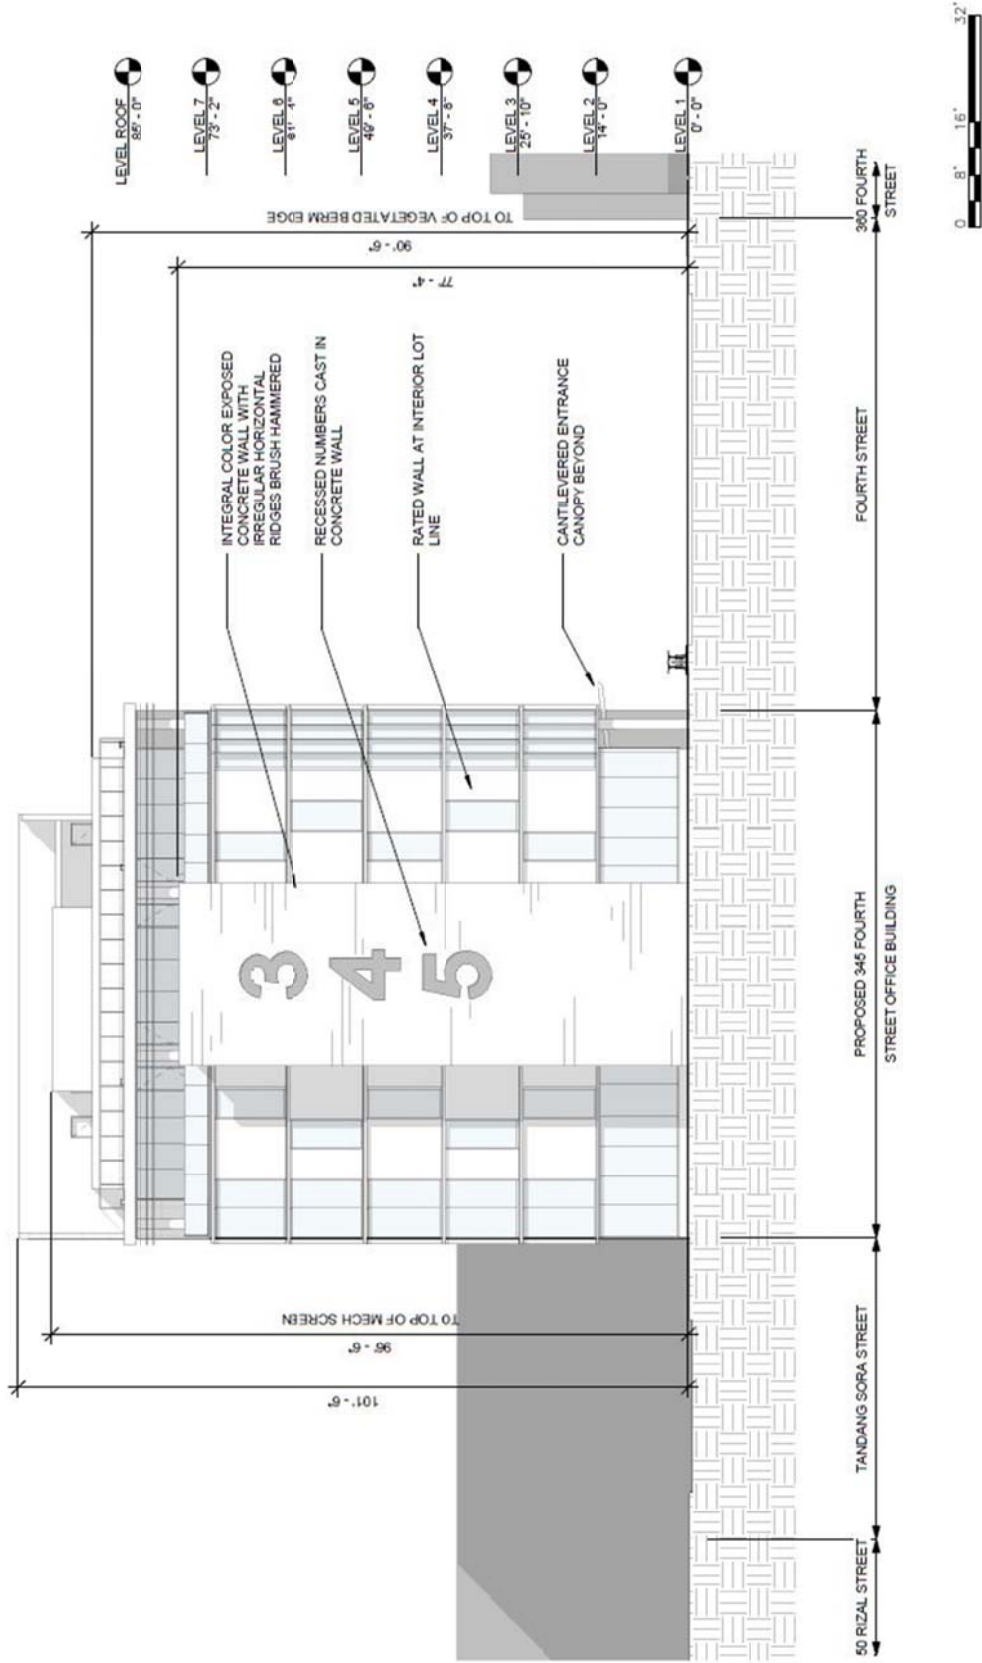 LEVEL ROOF
85' - 0"
LEVEL 7
73' - 2"
LEVEL 6
61' - 4"
LEVEL 5
49' - 6"
LEVEL 4
37' - 8"
LEVEL 3
25' - 10"
LEVEL 2
14' - 0"
LEVEL 1
0' - 0"
TO TOP OF VEGETATED BERM EDGE
90' - 6"
77' - 4"
INTEGRAL COLOR EXPOSED
CONCRETE WALL WITH
IRREGULAR HORIZONTAL
RIDGES BRUSH HAMMERED
RECESSED NUMBERS CAST IN
CONCRETE WALL
RATED WALL AT INTERIOR LOT
LINE
CANTILEVERED ENTRANCE
CANOPY BEYOND
3
4
5
TO TOP OF MECH SCREEN
96' - 6"
101' - 6"
50 RIZAL STREET
TANDANG SORA STREET
PROPOSED 345 FOURTH
STREET OFFICE BUILDING
FOURTH STREET
360 FOURTH
STREET
0 8' 16' 32'